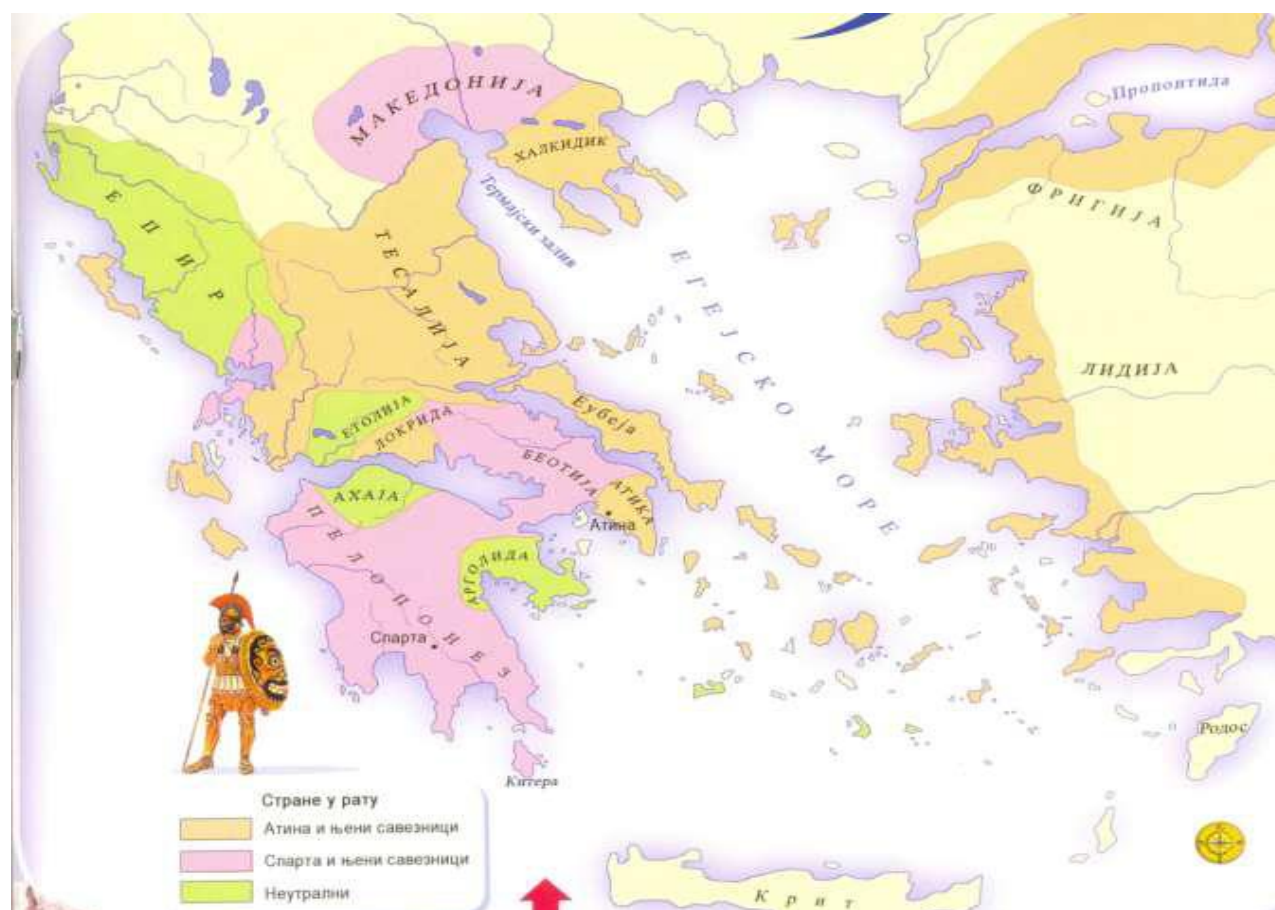 МАКЕДОНИЈА
Пропонтида
ХАЛКИДИК
Термајски залив
ЕПИР
ФРИГИЈА
ТЕСАЛИЈА
ЕГЕЈСКО МОРЕ
ЛИДИЈА
ЕТОЛИЈА
ЛОКРИДА
Еубеја
БЕОТИЈА
АТИКА
АХАЈА
Атина
ПЕЛОПОНЕЗ
АРГОЛИДА
Спарта
Родос
Китера
Стране у рату
Атина и њени савезници
Спарта и њени савезници
Неутрални
Крит